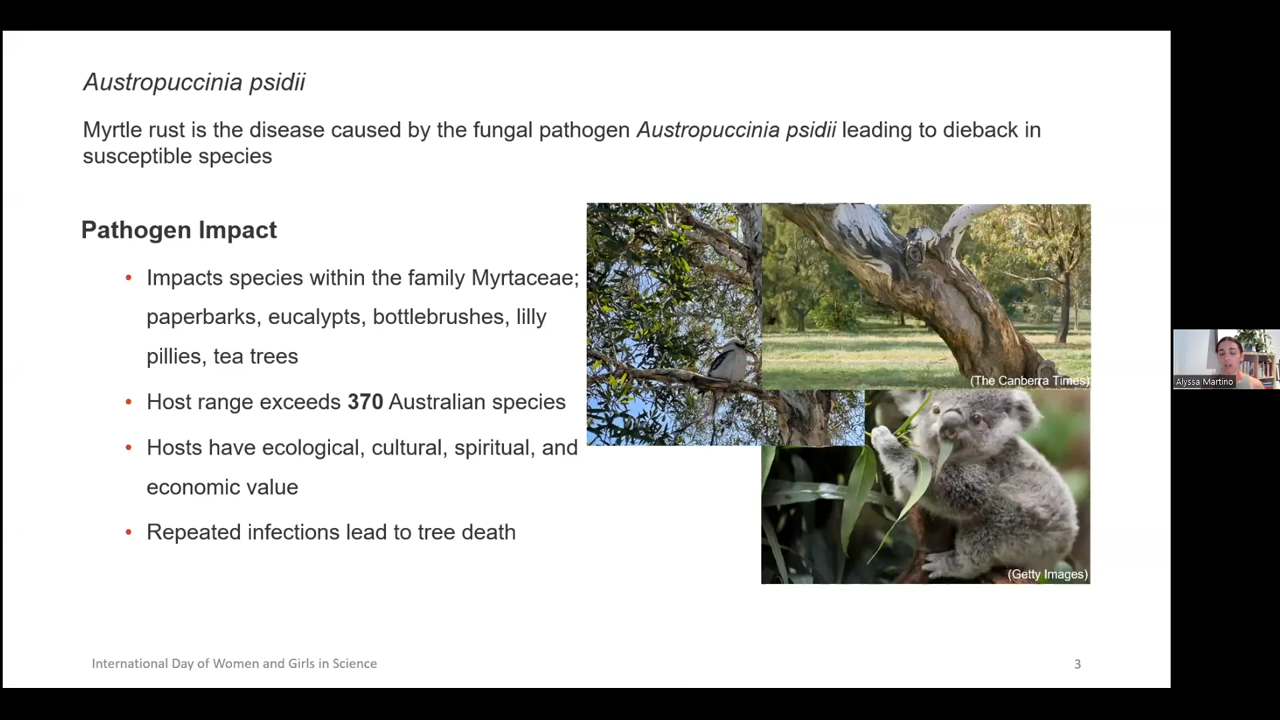 Austropuccinia psidii
Myrtle rust is the disease caused by the fungal pathogen Austropuccinia psidii leading to dieback in
susceptible species
Pathogen Impact
• Impacts species within the family Myrtaceae;
paperbarks, eucalypts, bottlebrushes, lilly
pillies, tea trees
• Host range exceeds 370 Australian species
• Hosts have ecological, cultural, spiritual, and
economic value
• Repeated infections lead to tree death
(The Canberra Times)
(Getty Images)
Alyssa Martino
International Day of Women and Girls in Science
3